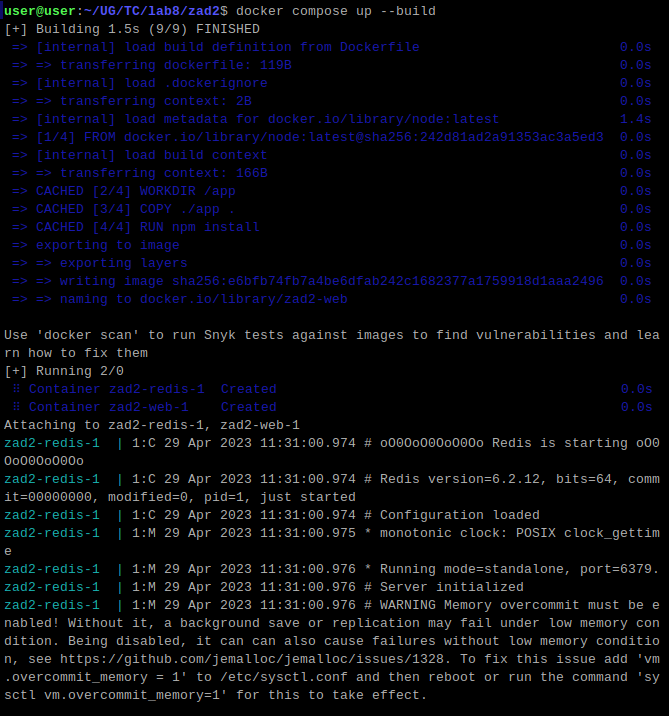 user@user:~/UG/TC/lab8/zad2$ docker compose up --build
[+] Building 1.5s (9/9) FINISHED
=> [internal] load build definition from Dockerfile 0.0s
=> => transferring dockerfile: 119B 0.0s
=> [internal] load .dockerignore 0.0s
=> => transferring context: 2B 0.0s
=> [internal] load metadata for docker.io/library/node:latest 1.4s
=> [1/4] FROM docker.io/library/node:latest@sha256:242d81ad2a91353ac3a5ed3 0.0s
=> [internal] load build context 0.0s
=> => transferring context: 166B 0.0s
=> CACHED [2/4] WORKDIR /app 0.0s
=> CACHED [3/4] COPY ./app . 0.0s
=> CACHED [4/4] RUN npm install 0.0s
=> exporting to image 0.0s
=> => exporting layers 0.0s
=> => writing image sha256:e6bfb74fb7a4be6dfab242c1682377a1759918d1aaa2496 0.0s
=> => naming to docker.io/library/zad2-web 0.0s
Use 'docker scan' to run Snyk tests against images to find vulnerabilities and lea
rn how to fix them
[+] Running 2/0
⠿ Container zad2-redis-1 Created 0.0s
⠿ Container zad2-web-1 Created 0.0s
Attaching to zad2-redis-1, zad2-web-1
zad2-redis-1 | 1:C 29 Apr 2023 11:31:00.974 # oO0OoO0OoO0Oo Redis is starting oO0
OoO0OoO0Oo
zad2-redis-1 | 1:C 29 Apr 2023 11:31:00.974 # Redis version=6.2.12, bits=64, comm
it=00000000, modified=0, pid=1, just started
zad2-redis-1 | 1:C 29 Apr 2023 11:31:00.974 # Configuration loaded
zad2-redis-1 | 1:M 29 Apr 2023 11:31:00.975 * monotonic clock: POSIX clock_gettim
e
zad2-redis-1 | 1:M 29 Apr 2023 11:31:00.976 * Running mode=standalone, port=6379.
zad2-redis-1 | 1:M 29 Apr 2023 11:31:00.976 # Server initialized
zad2-redis-1 | 1:M 29 Apr 2023 11:31:00.976 # WARNING Memory overcommit must be e
nabled! Without it, a background save or replication may fail under low memory con
dition. Being disabled, it can can also cause failures without low memory conditio
n, see https://github.com/jemalloc/jemalloc/issues/1328. To fix this issue add 'vm
.overcommit_memory = 1' to /etc/sysctl.conf and then reboot or run the command 'sy
sctl vm.overcommit_memory=1' for this to take effect.